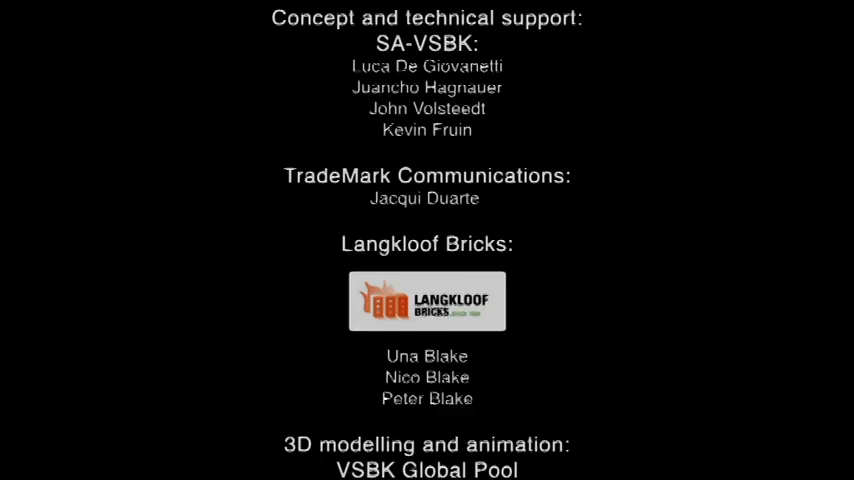 Concept and technical support:
SA-VSBK:
Luca De Giovanetti
Juancho Hagnauer
John Volsteedt
Kevin Fruin
TradeMark Communications:
Jacqui Duarte
Langkloof Bricks:
LANGKLOOF
BRICKS
Una Blake
Nico Blake
Peter Blake
3D modelling and animation:
VSBK Global Pool